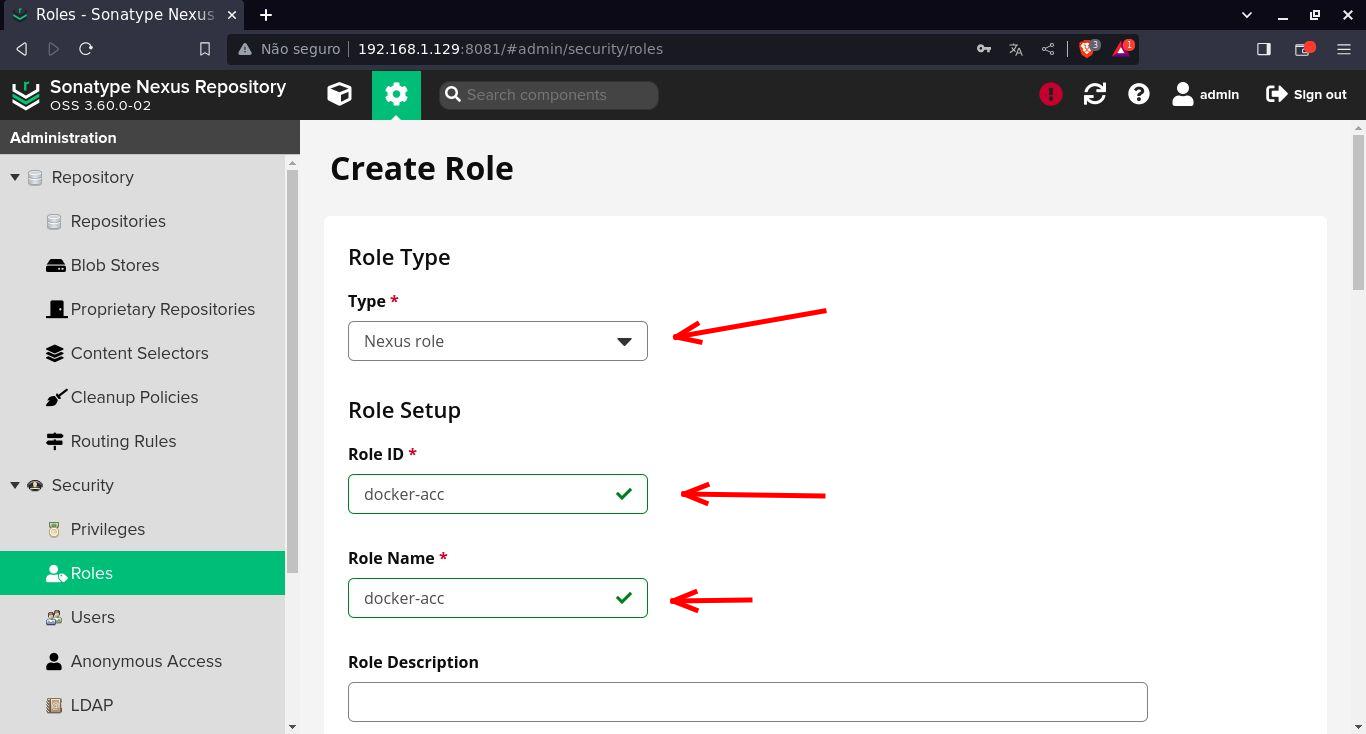 Roles - Sonatype Nexus
Não seguro
192.168.1.129:8081/#admin/security/roles
3
1
Sonatype Nexus Repository
OSS 3.60.0-02
Search components
admin
Sign out
Administration
Repository
Repositories
Blob Stores
Proprietary Repositories
Content Selectors
Cleanup Policies
Routing Rules
Security
Privileges
Roles
Users
Anonymous Access
LDAP
Create Role
Role Type
Type *
Nexus role
Role Setup
Role ID *
docker-acc
Role Name *
docker-acc
Role Description